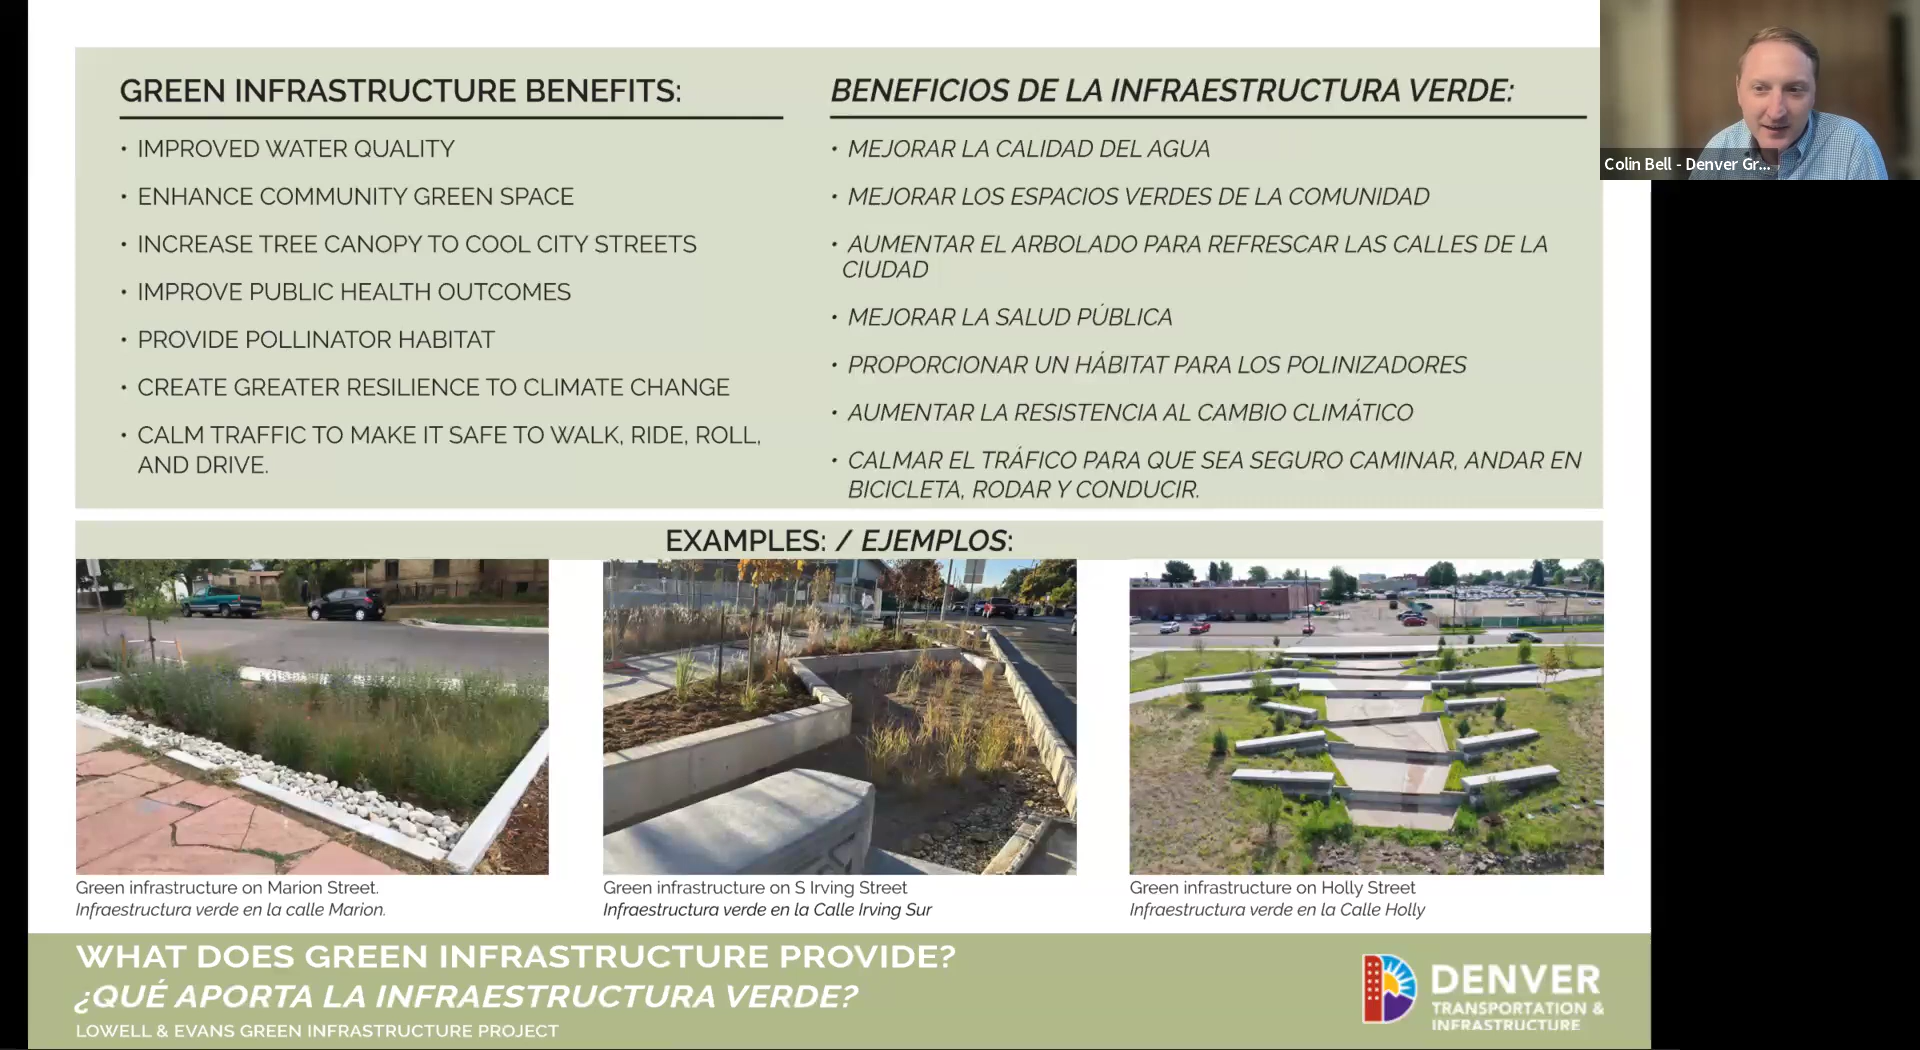 GREEN INFRASTRUCTURE BENEFITS:
• IMPROVED WATER QUALITY
• ENHANCE COMMUNITY GREEN SPACE
• INCREASE TREE CANOPY TO COOL CITY STREETS
• IMPROVE PUBLIC HEALTH OUTCOMES
• PROVIDE POLLINATOR HABITAT
• CREATE GREATER RESILIENCE TO CLIMATE CHANGE
• CALM TRAFFIC TO MAKE IT SAFE TO WALK, RIDE, ROLL,
AND DRIVE.
BENEFICIOS DE LA INFRAESTRUCTURA VERDE:
• MEJORAR LA CALIDAD DEL AGUA
• MEJORAR LOS ESPACIOS VERDES DE LA COMUNIDAD
• AUMENTAR EL ARBOLADO PARA REFRESCAR LAS CALLES DE LA
CIUDAD
• MEJORAR LA SALUD PÚBLICA
• PROPORCIONAR UN HÁBITAT PARA LOS POLINIZADORES
• AUMENTAR LA RESISTENCIA AL CAMBIO CLIMÁTICO
• CALMAR EL TRÁFICO PARA QUE SEA SEGURO CAMINAR, ANDAR EN
BICICLETA, RODAR Y CONDUCIR.
Colin Bell - Denver Gr...
EXAMPLES: / EJEMPLOS:
Green infrastructure on Marion Street.
Infraestructura verde en la calle Marion.
Green infrastructure on S Irving Street
Infraestructura verde en la Calle Irving Sur
Green infrastructure on Holly Street
Infraestructura verde en la Calle Holly
WHAT DOES GREEN INFRASTRUCTURE PROVIDE?
¿QUÉ APORTA LA INFRAESTRUCTURA VERDE?
LOWELL & EVANS GREEN INFRASTRUCTURE PROJECT
DENVER
TRANSPORTATION &
INFRASTRUCTURE